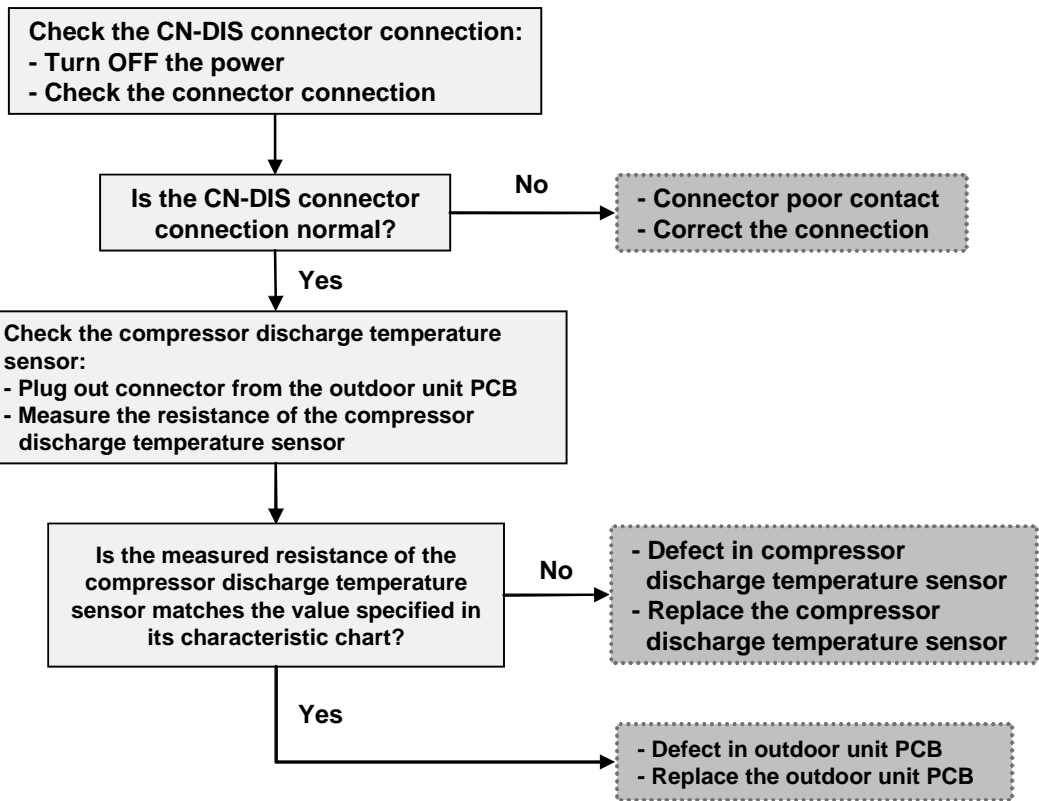 Check the CN-DIS connector connection:
- Turn OFF the power
- Check the connector connection
Is the CN-DIS connector
connection normal?
No
- Connector poor contact
- Correct the connection
Yes
Check the compressor discharge temperature
sensor:
- Plug out connector from the outdoor unit PCB
- Measure the resistance of the compressor
discharge temperature sensor
Is the measured resistance of the
compressor discharge temperature
sensor matches the value specified in
its characteristic chart?
No
- Defect in compressor
discharge temperature sensor
- Replace the compressor
discharge temperature sensor
Yes
- Defect in outdoor unit PCB
- Replace the outdoor unit PCB